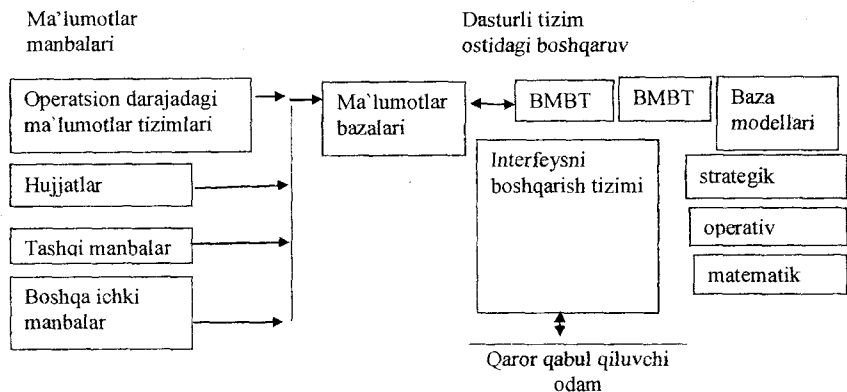 Ma'lumotlar
manbalari
Dasturli tizim
ostidagi boshqaruv
Operatsion darajadagi
ma`lumotlar tizimlari
Hujjatlar
Tashqi manbalar
Boshqa ichki
manbalar
Ma`lumotlar
bazalari
BMBT
BMBT
Baza
modellari
Interfeysni
boshqarish tizimi
strategik
operativ
matematik
Qaror qabul qiluvchi
odam